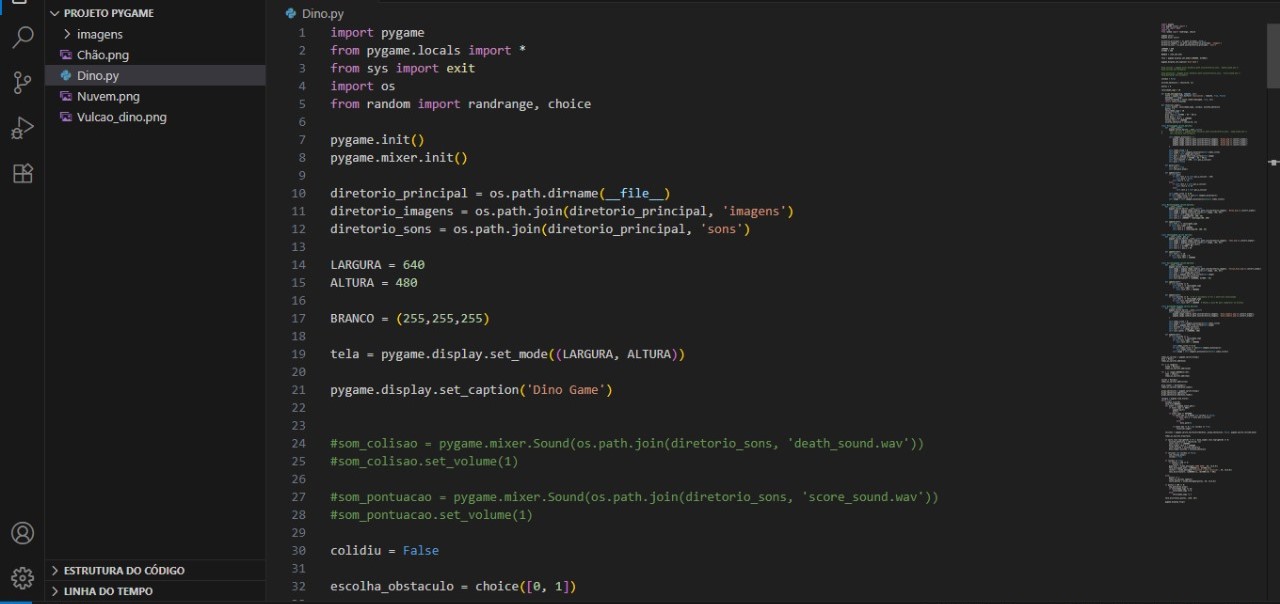 PROJETO PYGAME
imagens
Chão.png
Dino.py
Nuvem.png
Vulcao_dino.png
ESTRUTURA DO CÓDIGO
LINHA DO TEMPO
Dino.py
1 import pygame
2 from pygame.locals import *
3 from sys import exit
4 import os
5 from random import randrange, choice
6
7 pygame.init()
8 pygame.mixer.init()
9
10 diretorio_principal = os.path.dirname(__file__)
11 diretorio_imagens = os.path.join(diretorio_principal, 'imagens')
12 diretorio_sons = os.path.join(diretorio_principal, 'sons')
13
14 LARGURA = 640
15 ALTURA = 480
16
17 BRANCO = (255,255,255)
18
19 tela = pygame.display.set_mode((LARGURA, ALTURA))
20
21 pygame.display.set_caption('Dino Game')
22
23
24 #som_colisao = pygame.mixer.Sound(os.path.join(diretorio_sons, 'death_sound.wav'))
25 #som_colisao.set_volume(1)
26
27 #som_pontuacao = pygame.mixer.Sound(os.path.join(diretorio_sons, 'score_sound.wav'))
28 #som_pontuacao.set_volume(1)
29
30 colidiu = False
31
32 escolha_obstaculo = choice([0, 1])